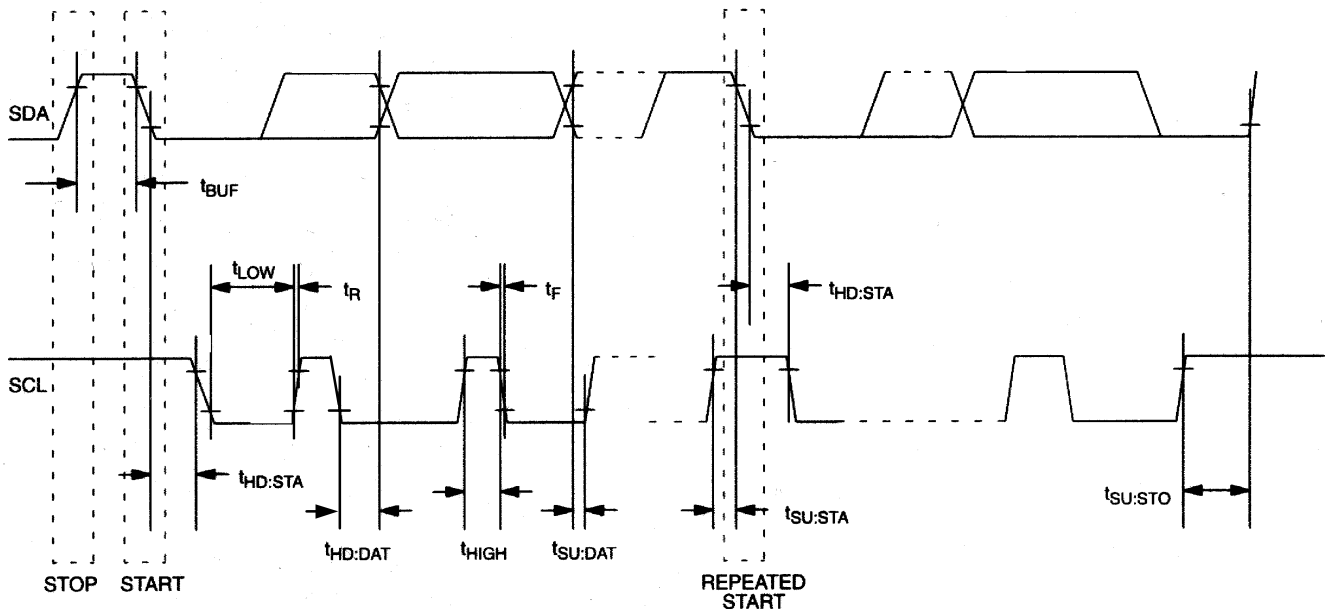 SDA
tBUF
tLOW
tR
tF
tHD:STA
SCL
tHD:STA
tHD:DAT
tHIGH
tSU:DAT
tSU:STA
tSU:STO
STOP
START
REPEATED
START